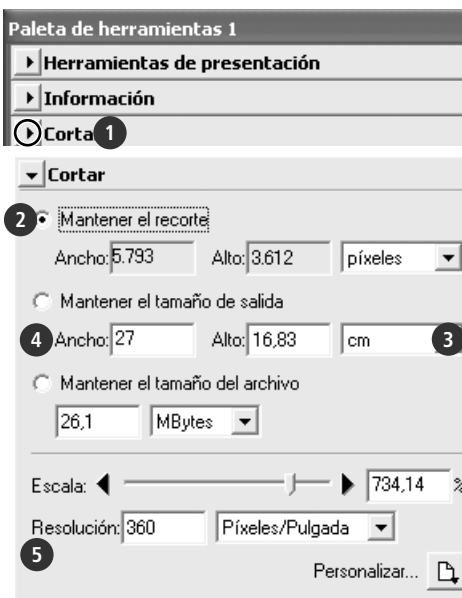 Paleta de herramientas 1
Herramientas de presentación
Información
Corta 1
Cortar
2 Mantener el recorte
Ancho: 5.793 Alto: 3.612 píxeles
Mantener el tamaño de salida
4 Ancho: 27 Alto: 16,83 cm 3
Mantener el tamaño del archivo
26,1 MBytes
Escala: 734,14 %
Resolución: 360 Píxeles/Pulgada
5
Personalizar...